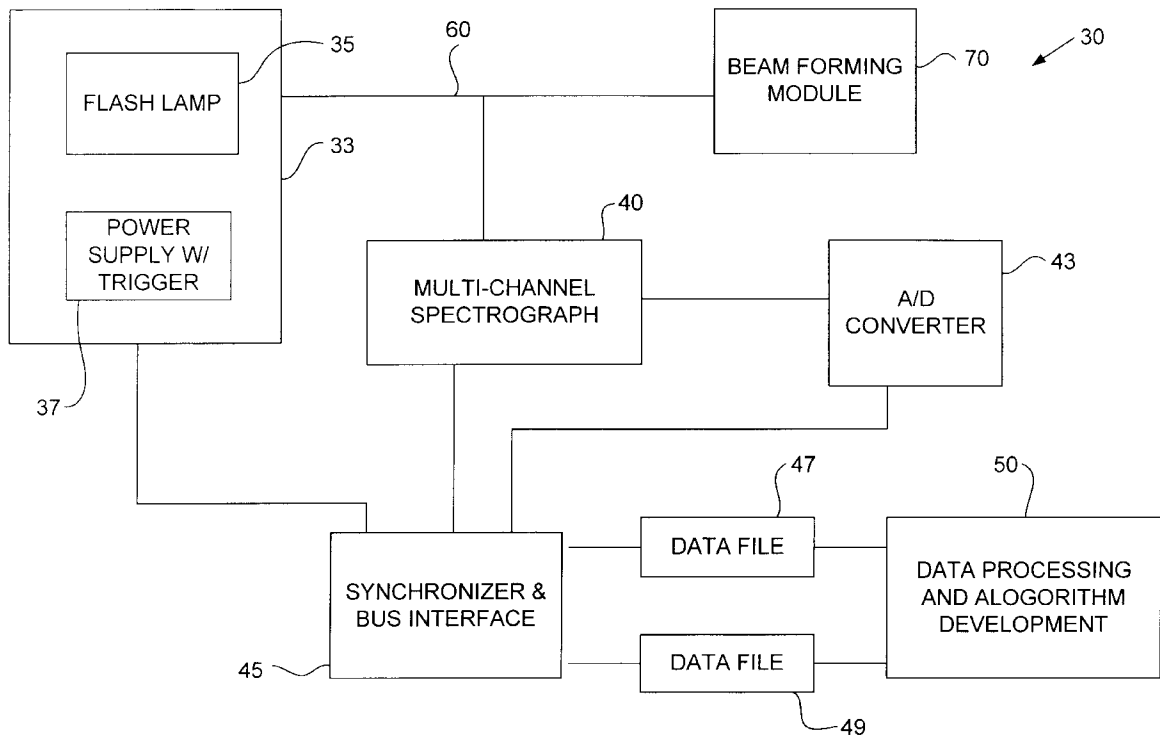 60
35
FLASH LAMP
33
BEAM FORMING
MODULE
70
30
POWER
SUPPLY W/
TRIGGER
37
40
MULTI-CHANNEL
SPECTROGRAPH
43
A/D
CONVERTER
47
50
DATA FILE
SYNCHRONIZER &
BUS INTERFACE
45
DATA PROCESSING
AND ALOGORITHM
DEVELOPMENT
DATA FILE
49